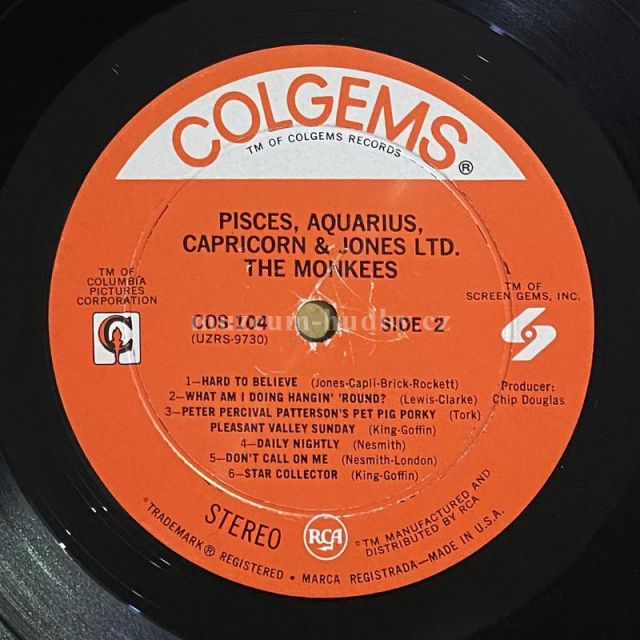 COLGEMS®
TM OF COLGEMS RECORDS
PISCES, AQUARIUS,
CAPRICORN & JONES LTD.
THE MONKEES
TM OF
COLUMBIA
PICTURES
CORPORATION
TM OF
SCREEN GEMS, INC.
COS-104
SIDE 2
(UZRS-9730)
1—HARD TO BELIEVE (Jones-Capli-Brick-Rockett)
2—WHAT AM I DOING HANGIN' 'ROUND? (Lewis-Clarke)
3—PETER PERCIVAL PATTERSON'S PET PIG PORKY (Tork)
PLEASANT VALLEY SUNDAY (King-Goffin)
4—DAILY NIGHTLY (Nesmith)
5—DON'T CALL ON ME (Nesmith-London)
6—STAR COLLECTOR (King-Goffin)
Producer:
Chip Douglas
STEREO
RCA
TM MANUFACTURED AND
DISTRIBUTED BY RCA
TRADEMARK® REGISTERED • MARCA REGISTRADA—MADE IN U.S.A.